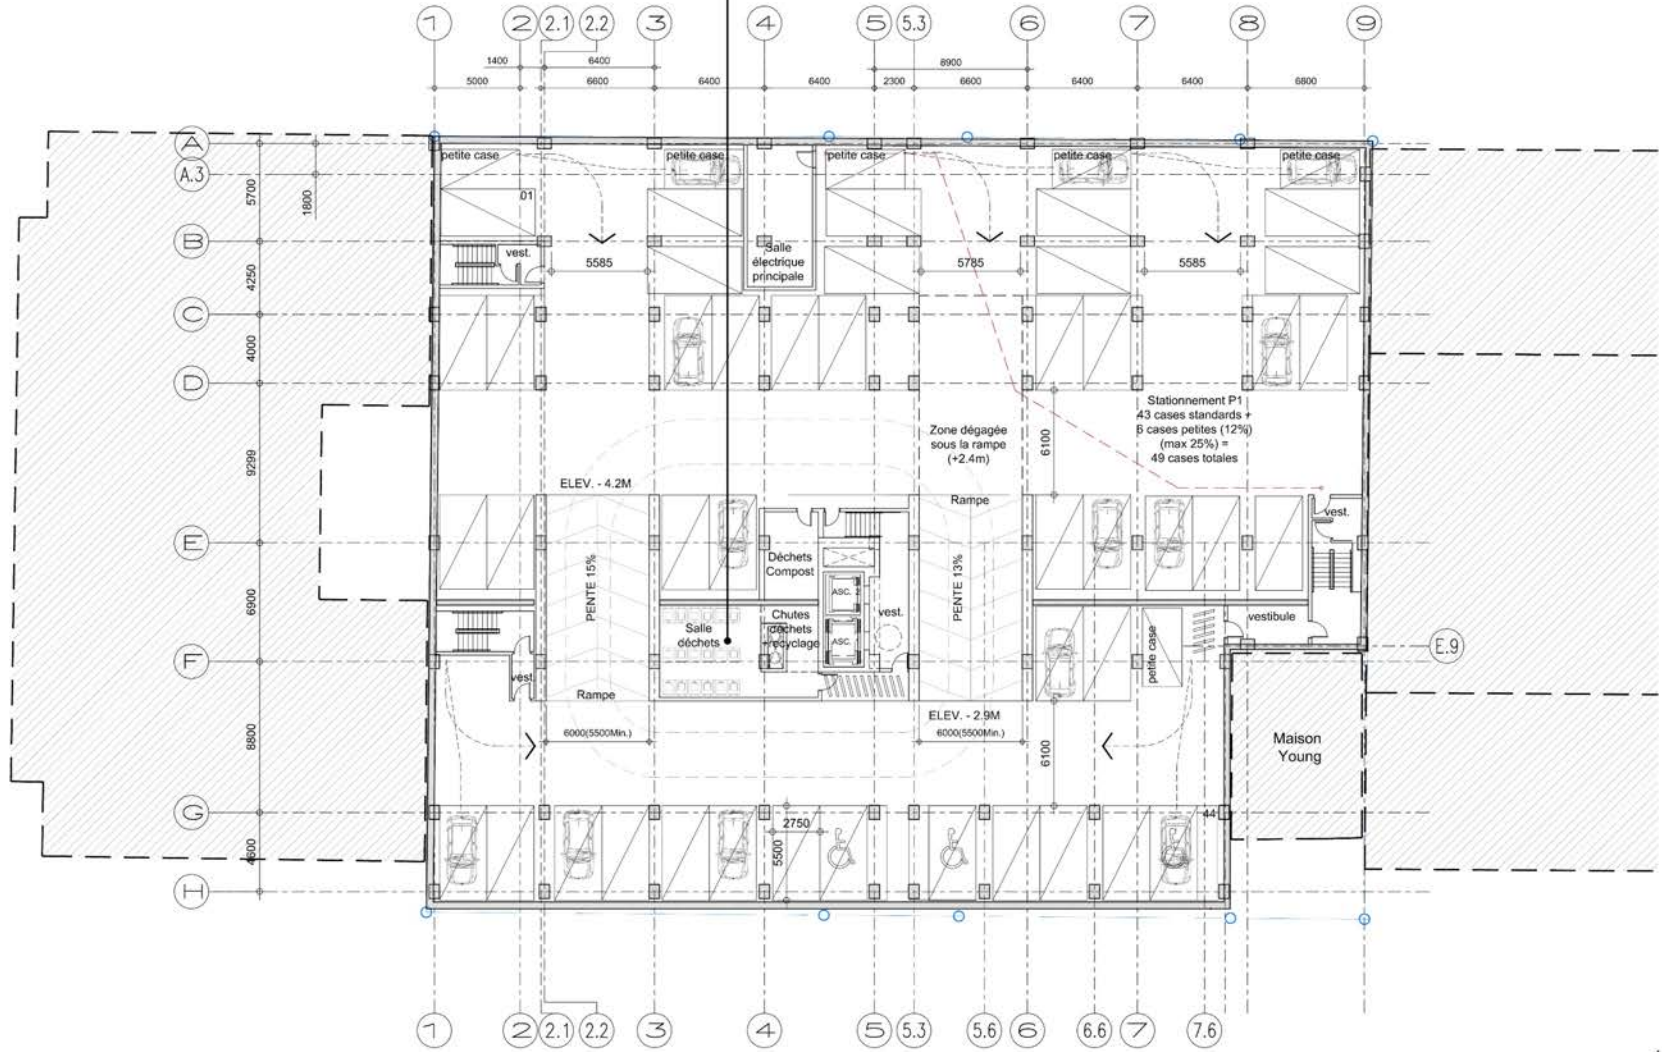 1 2 2.1 2.2 3 4 5 5.3 6 7 8 9
1400 6400 8900
5000 6600 6400 6400 2300 6600 6400 6400 6800
A
petite case petite case petite case petite case petite case
A.3
5700
1800
01
B
vest.
Salle
électrique
principale
5585 5785 5585
4250
C
4000
D
Stationnement P1
43 cases standards +
6 cases petites (12%)
(max 25%) =
49 cases totales
Zone dégagée
sous la rampe
(+2.4m)
6100
9299
ELEV. - 4.2M
Rampe
vest.
E
Déchets
Compost
PENTE 15%
PENTE 13%
6900
ASC. 2
Chutes
déchets
recyclage
Salle
déchets
vest.
ASC.
vestibule
petite case
F
E.9
vest.
Rampe
ELEV. - 2.9M
6000(5500Min.) 6000(5500Min.)
8800
6100
Maison
Young
G
44
2750
5500
4600
H
1 2 2.1 2.2 3 4 5 5.3 5.6 6 6.6 7 7.6